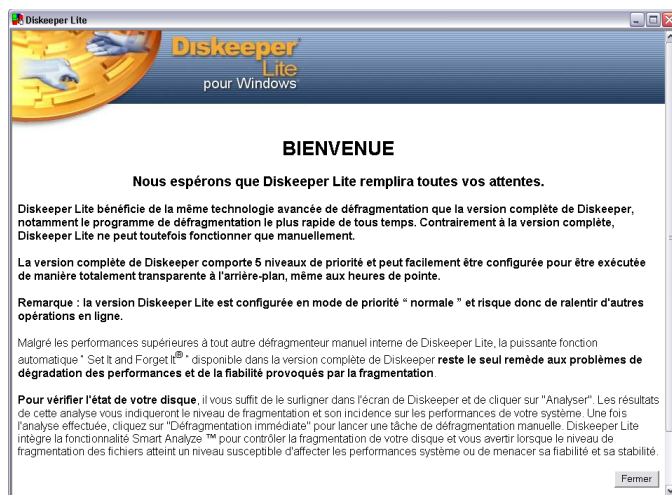 Diskeeper Lite
Diskeeper
Lite
pour Windows
BIENVENUE
Nous espérons que Diskeeper Lite remplira toutes vos attentes.
Diskeeper Lite bénéficie de la même technologie avancée de défragmentation que la version complète de Diskeeper,
notamment le programme de défragmentation le plus rapide de tous temps. Contrairement à la version complète,
Diskeeper Lite ne peut toutefois fonctionner que manuellement.
La version complète de Diskeeper comporte 5 niveaux de priorité et peut facilement être configurée pour être exécutée
de manière totalement transparente à l'arrière-plan, même aux heures de pointe.
Remarque : la version Diskeeper Lite est configurée en mode de priorité “ normale ” et risque donc de ralentir d'autres
opérations en ligne.
Malgré les performances supérieures à tout autre défragmenteur manuel interne de Diskeeper Lite, la puissante fonction
automatique " Set It and Forget It® " disponible dans la version complète de Diskeeper reste le seul remède aux problèmes de
dégradation des performances et de la fiabilité provoqués par la fragmentation.
Pour vérifier l'état de votre disque, il vous suffit de le surligner dans l'écran de Diskeeper et de cliquer sur "Analyser". Les résultats
de cette analyse vous indiqueront le niveau de fragmentation et son incidence sur les performances de votre système. Une fois
l'analyse effectuée, cliquez sur "Défragmentation immédiate" pour lancer une tâche de défragmentation manuelle. Diskeeper Lite
intègre la fonctionnalité Smart Analyze ™ pour contrôler la fragmentation de votre disque et vous avertir lorsque le niveau de
fragmentation des fichiers atteint un niveau susceptible d'affecter les performances système ou de menacer sa fiabilité et sa stabilité.
Fermer